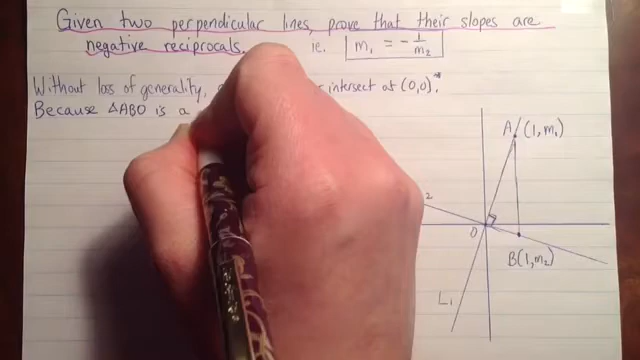 Given two perpendicular lines, prove that their slopes are
negative reciprocals. ie. m₁ = -1/m₂
Without loss of generality, intersect at (0,0)*.
Because △ABO is a
A (1, m₁)
2
O
B (1, m₂)
L₁